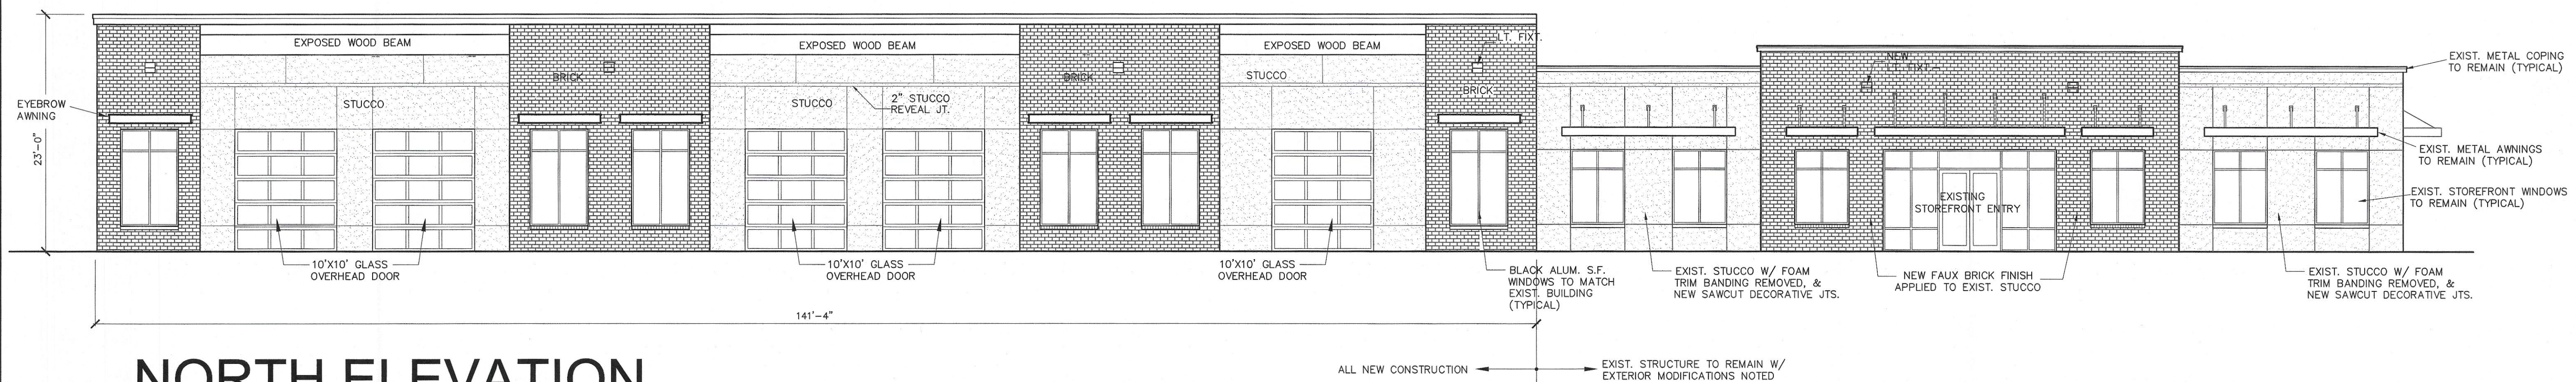 EXPOSED WOOD BEAM
EXPOSED WOOD BEAM
EXPOSED WOOD BEAM
LT. FIXT.
NEW
LT. FIXT.
EXIST. METAL COPING
TO REMAIN (TYPICAL)
BRICK
BRICK
STUCCO
BRICK
EYEBROW
AWNING
STUCCO
STUCCO
2" STUCCO
REVEAL JT.
23'-0"
EXIST. METAL AWNINGS
TO REMAIN (TYPICAL)
EXISTING
STOREFRONT ENTRY
EXIST. STOREFRONT WINDOWS
TO REMAIN (TYPICAL)
10'X10' GLASS
OVERHEAD DOOR
10'X10' GLASS
OVERHEAD DOOR
10'X10' GLASS
OVERHEAD DOOR
BLACK ALUM. S.F.
WINDOWS TO MATCH
EXIST. BUILDING
(TYPICAL)
EXIST. STUCCO W/ FOAM
TRIM BANDING REMOVED, &
NEW SAWCUT DECORATIVE JTS.
NEW FAUX BRICK FINISH
APPLIED TO EXIST. STUCCO
EXIST. STUCCO W/ FOAM
TRIM BANDING REMOVED, &
NEW SAWCUT DECORATIVE JTS.
141'-4"
NORTH ELEVATION
ALL NEW CONSTRUCTION
EXIST. STRUCTURE TO REMAIN W/
EXTERIOR MODIFICATIONS NOTED